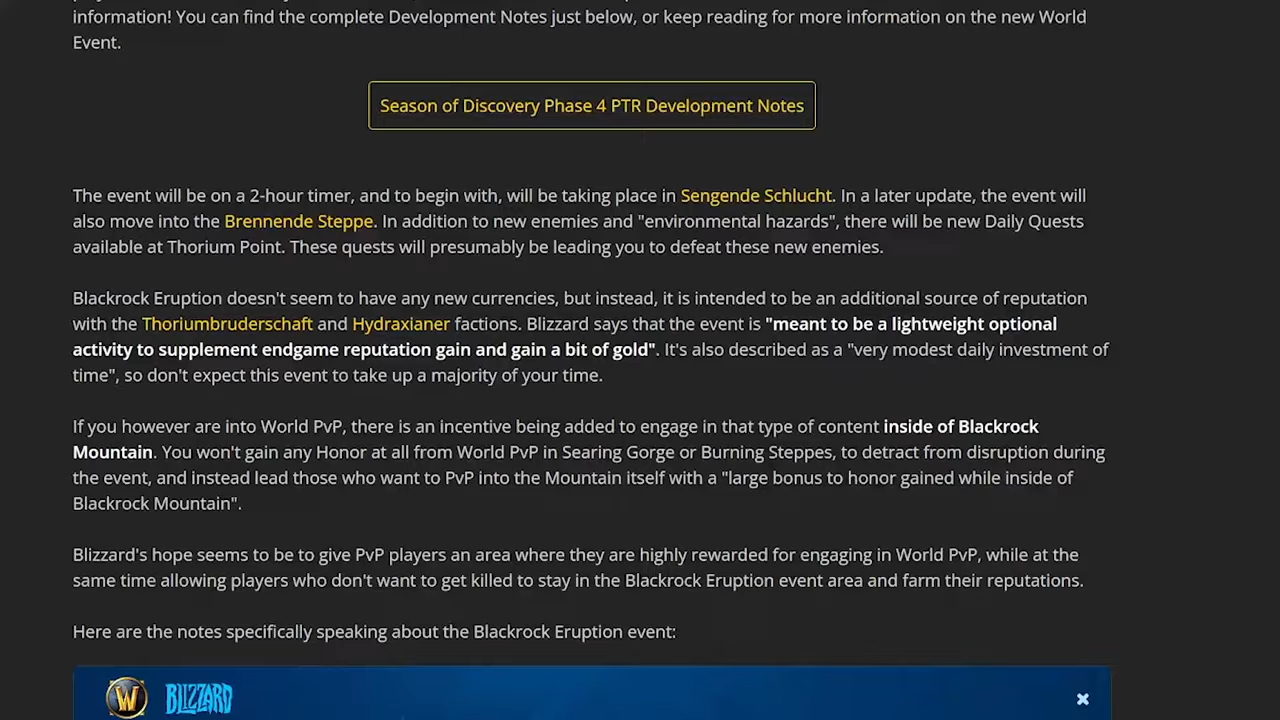 information! You can find the complete Development Notes just below, or keep reading for more information on the new World
Event.
Season of Discovery Phase 4 PTR Development Notes
The event will be on a 2-hour timer, and to begin with, will be taking place in Sengende Schlucht. In a later update, the event will
also move into the Brennende Steppe. In addition to new enemies and "environmental hazards", there will be new Daily Quests
available at Thorium Point. These quests will presumably be leading you to defeat these new enemies.
Blackrock Eruption doesn't seem to have any new currencies, but instead, it is intended to be an additional source of reputation
with the Thoriumbruderschaft and Hydraxianer factions. Blizzard says that the event is "meant to be a lightweight optional
activity to supplement endgame reputation gain and gain a bit of gold". It's also described as a "very modest daily investment of
time", so don't expect this event to take up a majority of your time.
If you however are into World PvP, there is an incentive being added to engage in that type of content inside of Blackrock
Mountain. You won't gain any Honor at all from World PvP in Searing Gorge or Burning Steppes, to detract from disruption during
the event, and instead lead those who want to PvP into the Mountain itself with a "large bonus to honor gained while inside of
Blackrock Mountain".
Blizzard's hope seems to be to give PvP players an area where they are highly rewarded for engaging in World PvP, while at the
same time allowing players who don't want to get killed to stay in the Blackrock Eruption event area and farm their reputations.
Here are the notes specifically speaking about the Blackrock Eruption event:
W BLIZZARD